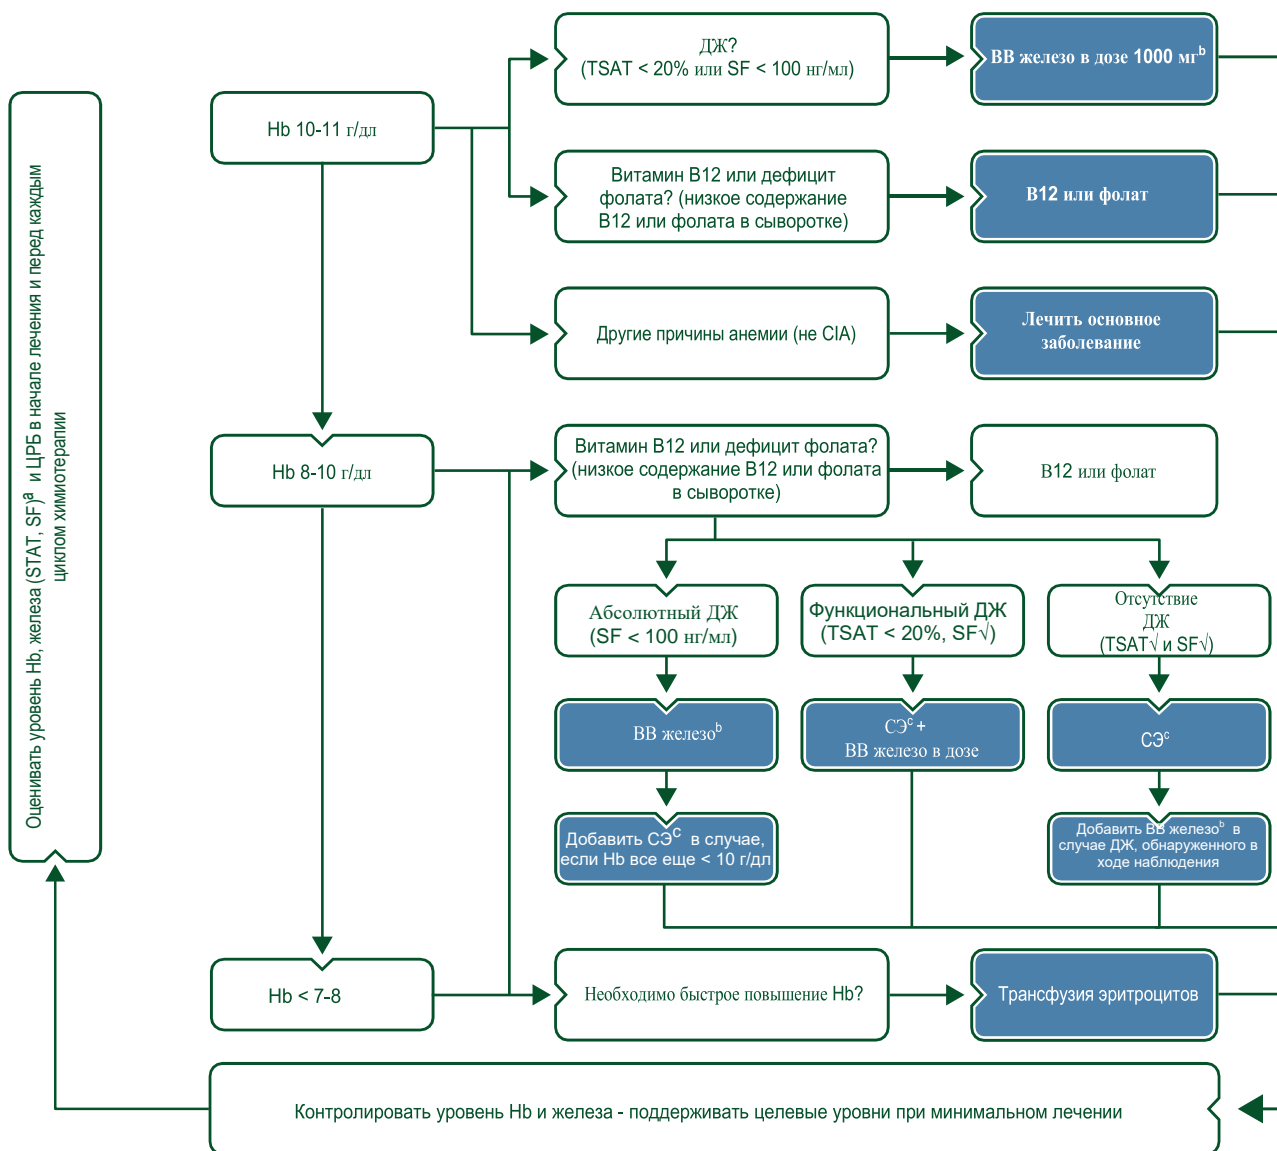 Оценивать уровень Hb, железа (STAT, SF)a и ЦРБ в начале лечения и перед каждым
циклом химиотерапии
Hb 10-11 г/дл
ДЖ?
(TSAT < 20% или SF < 100 нг/мл)
ВВ железо в дозе 1000 мгb
Витамин В12 или дефицит
фолата? (низкое содержание
В12 или фолата в сыворотке)
В12 или фолат
Другие причины анемии (не CIA)
Лечить основное
заболевание
Hb 8-10 г/дл
Витамин В12 или дефицит фолата?
(низкое содержание В12 или фолата
в сыворотке)
В12 или фолат
Абсолютный ДЖ
(SF < 100 нг/мл)
Функциональный ДЖ
(TSAT < 20%, SF√)
Отсутствие
ДЖ
(TSAT√ и SF√)
ВВ железоb
СЭc +
ВВ железо в дозе
СЭc
Добавить СЭc в случае,
если Hb все еще < 10 г/дл
Добавить ВВ железоb в
случае ДЖ, обнаруженного в
ходе наблюдения
Hb < 7-8
Необходимо быстрое повышение Hb?
Трансфузия эритроцитов
Контролировать уровень Hb и железа - поддерживать целевые уровни при минимальном лечении